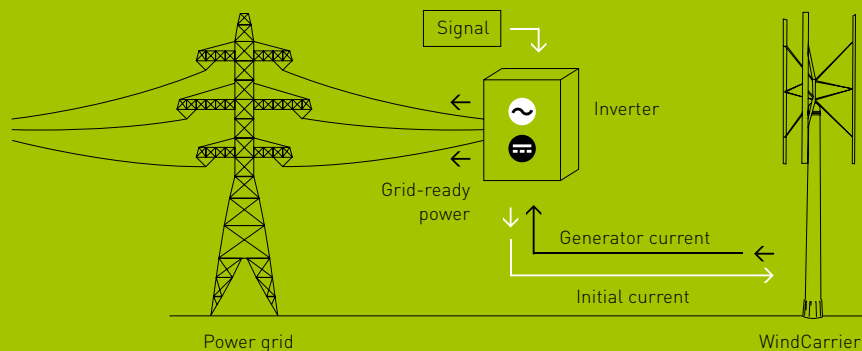 Signal
Inverter
Grid-ready
power
Generator current
Initial current
Power grid
WindCarrier